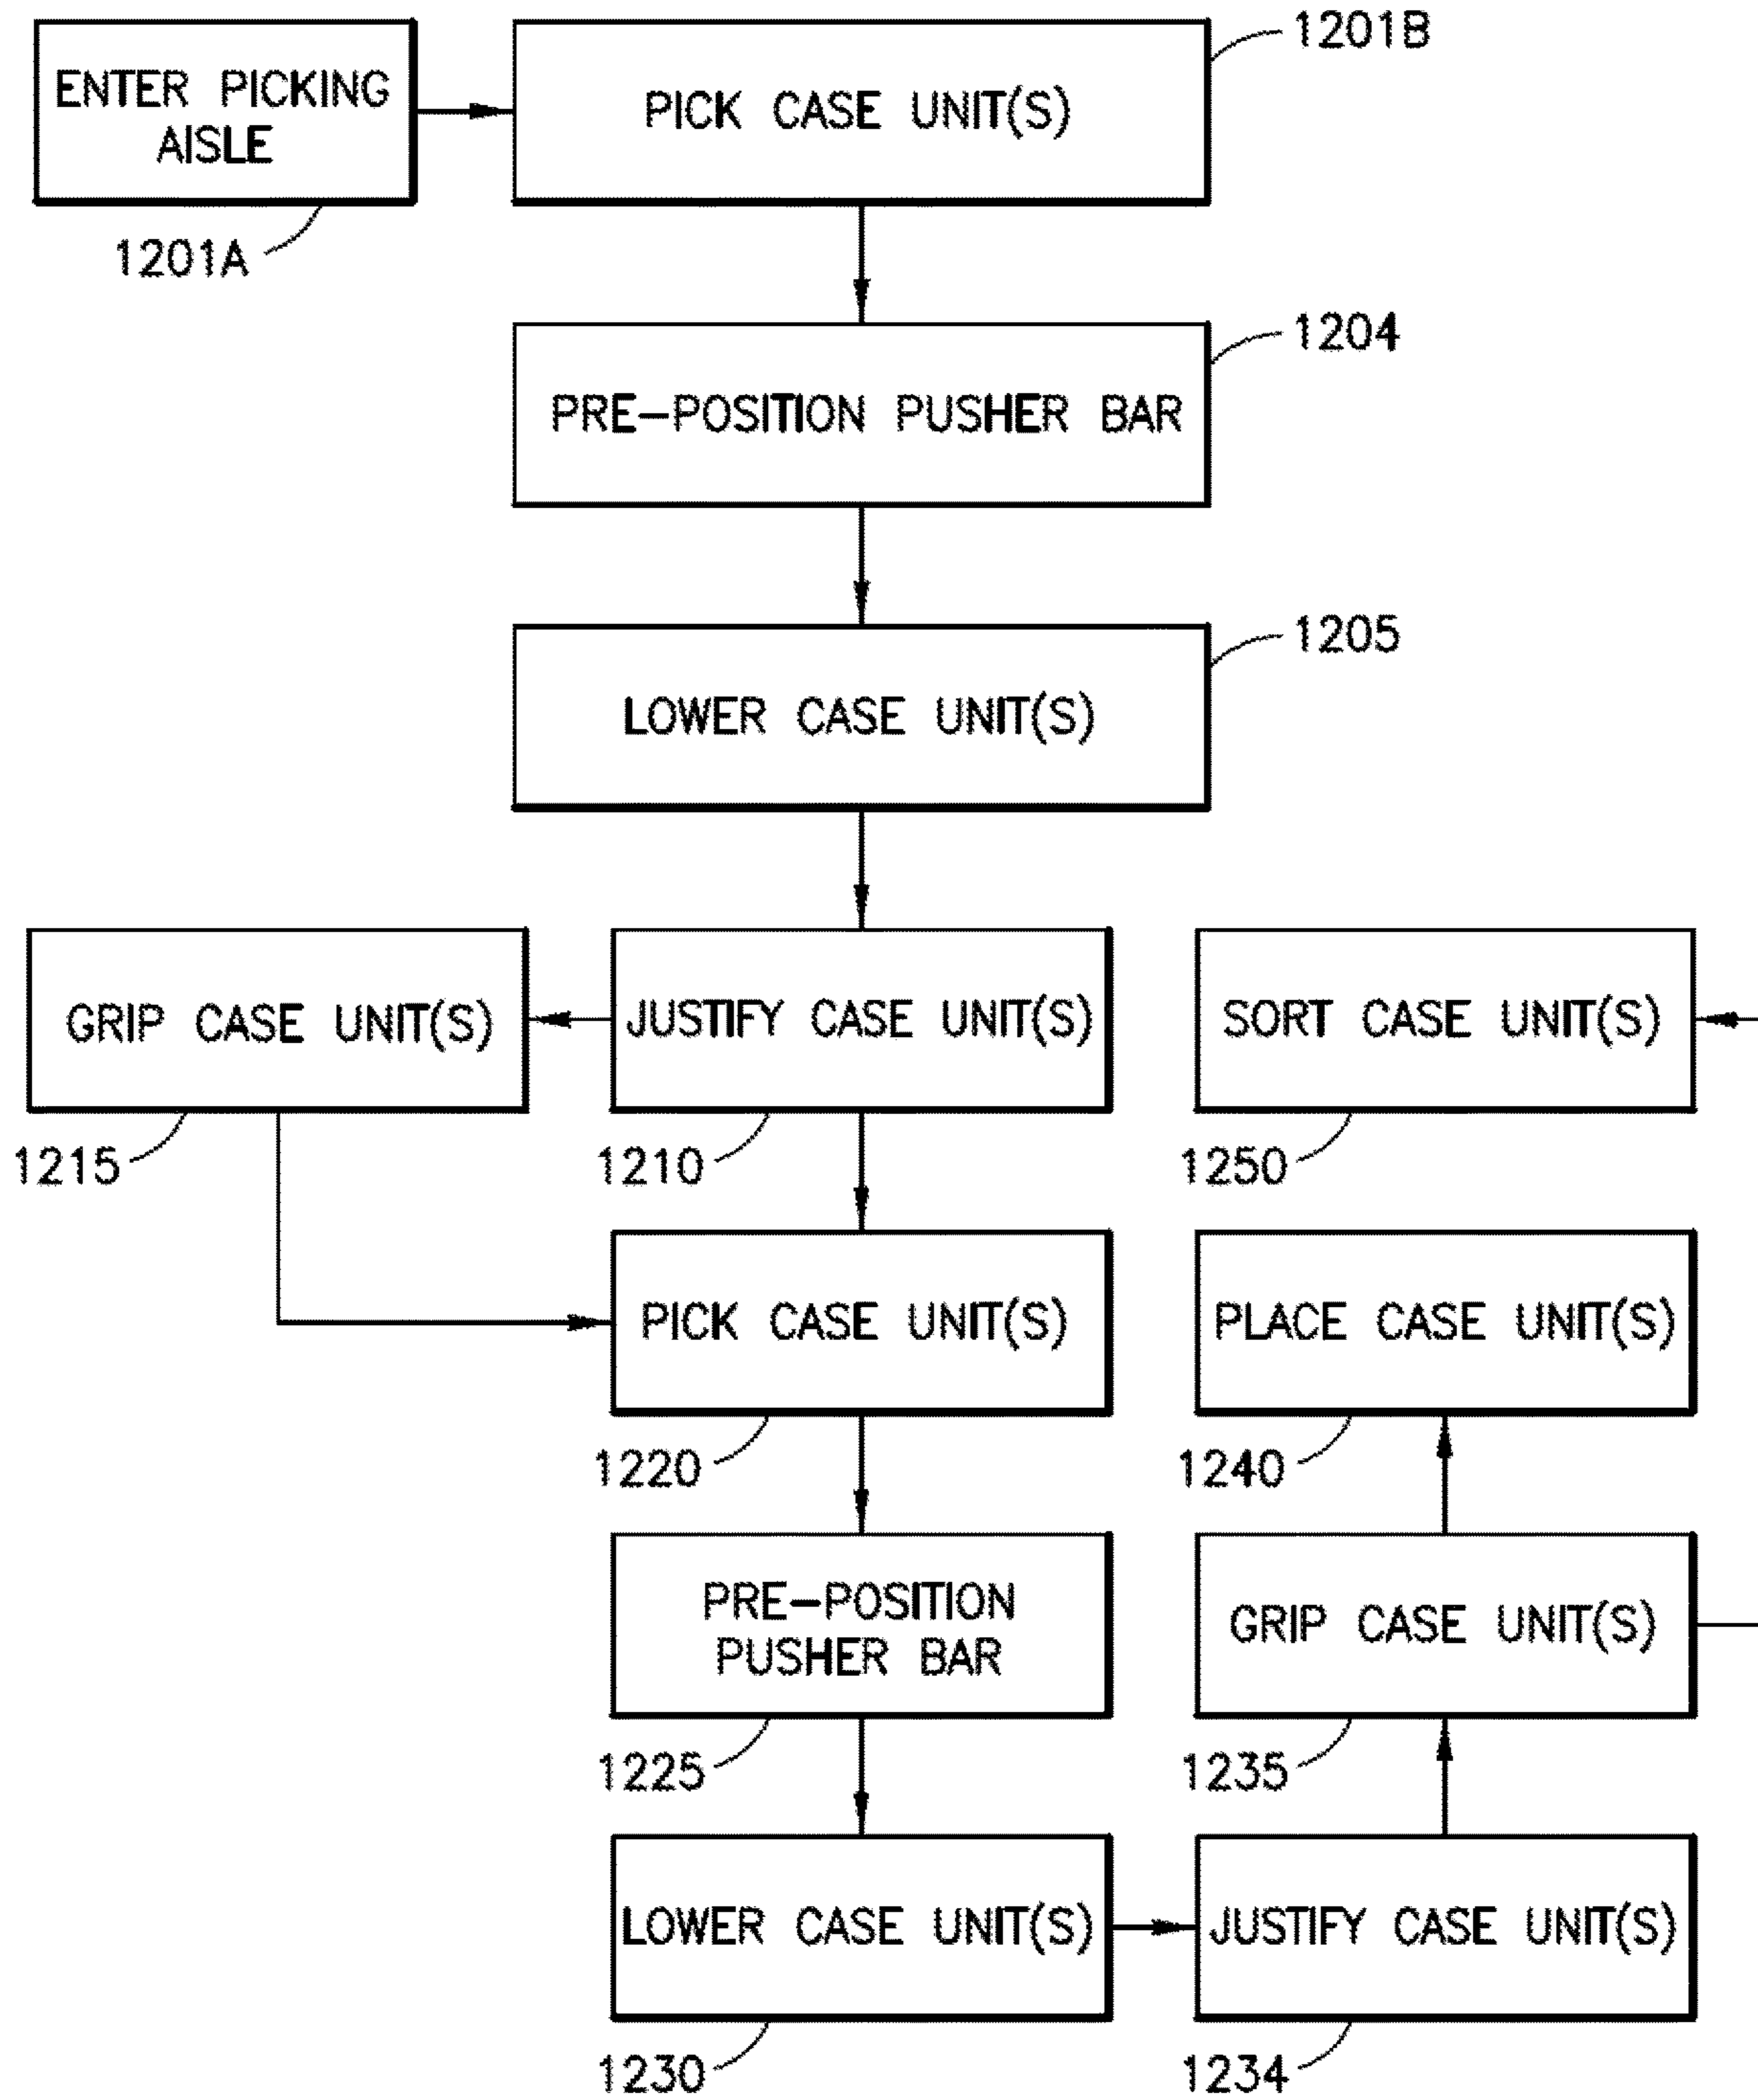 ENTER PICKING
AISLE
1201A
PICK CASE UNIT(S)
1201B
PRE-POSITION PUSHER BAR
1204
LOWER CASE UNIT(S)
1205
GRIP CASE UNIT(S)
1215
JUSTIFY CASE UNIT(S)
1210
SORT CASE UNIT(S)
1250
PICK CASE UNIT(S)
1220
PLACE CASE UNIT(S)
1240
PRE-POSITION
PUSHER BAR
1225
GRIP CASE UNIT(S)
1235
LOWER CASE UNIT(S)
1230
JUSTIFY CASE UNIT(S)
1234